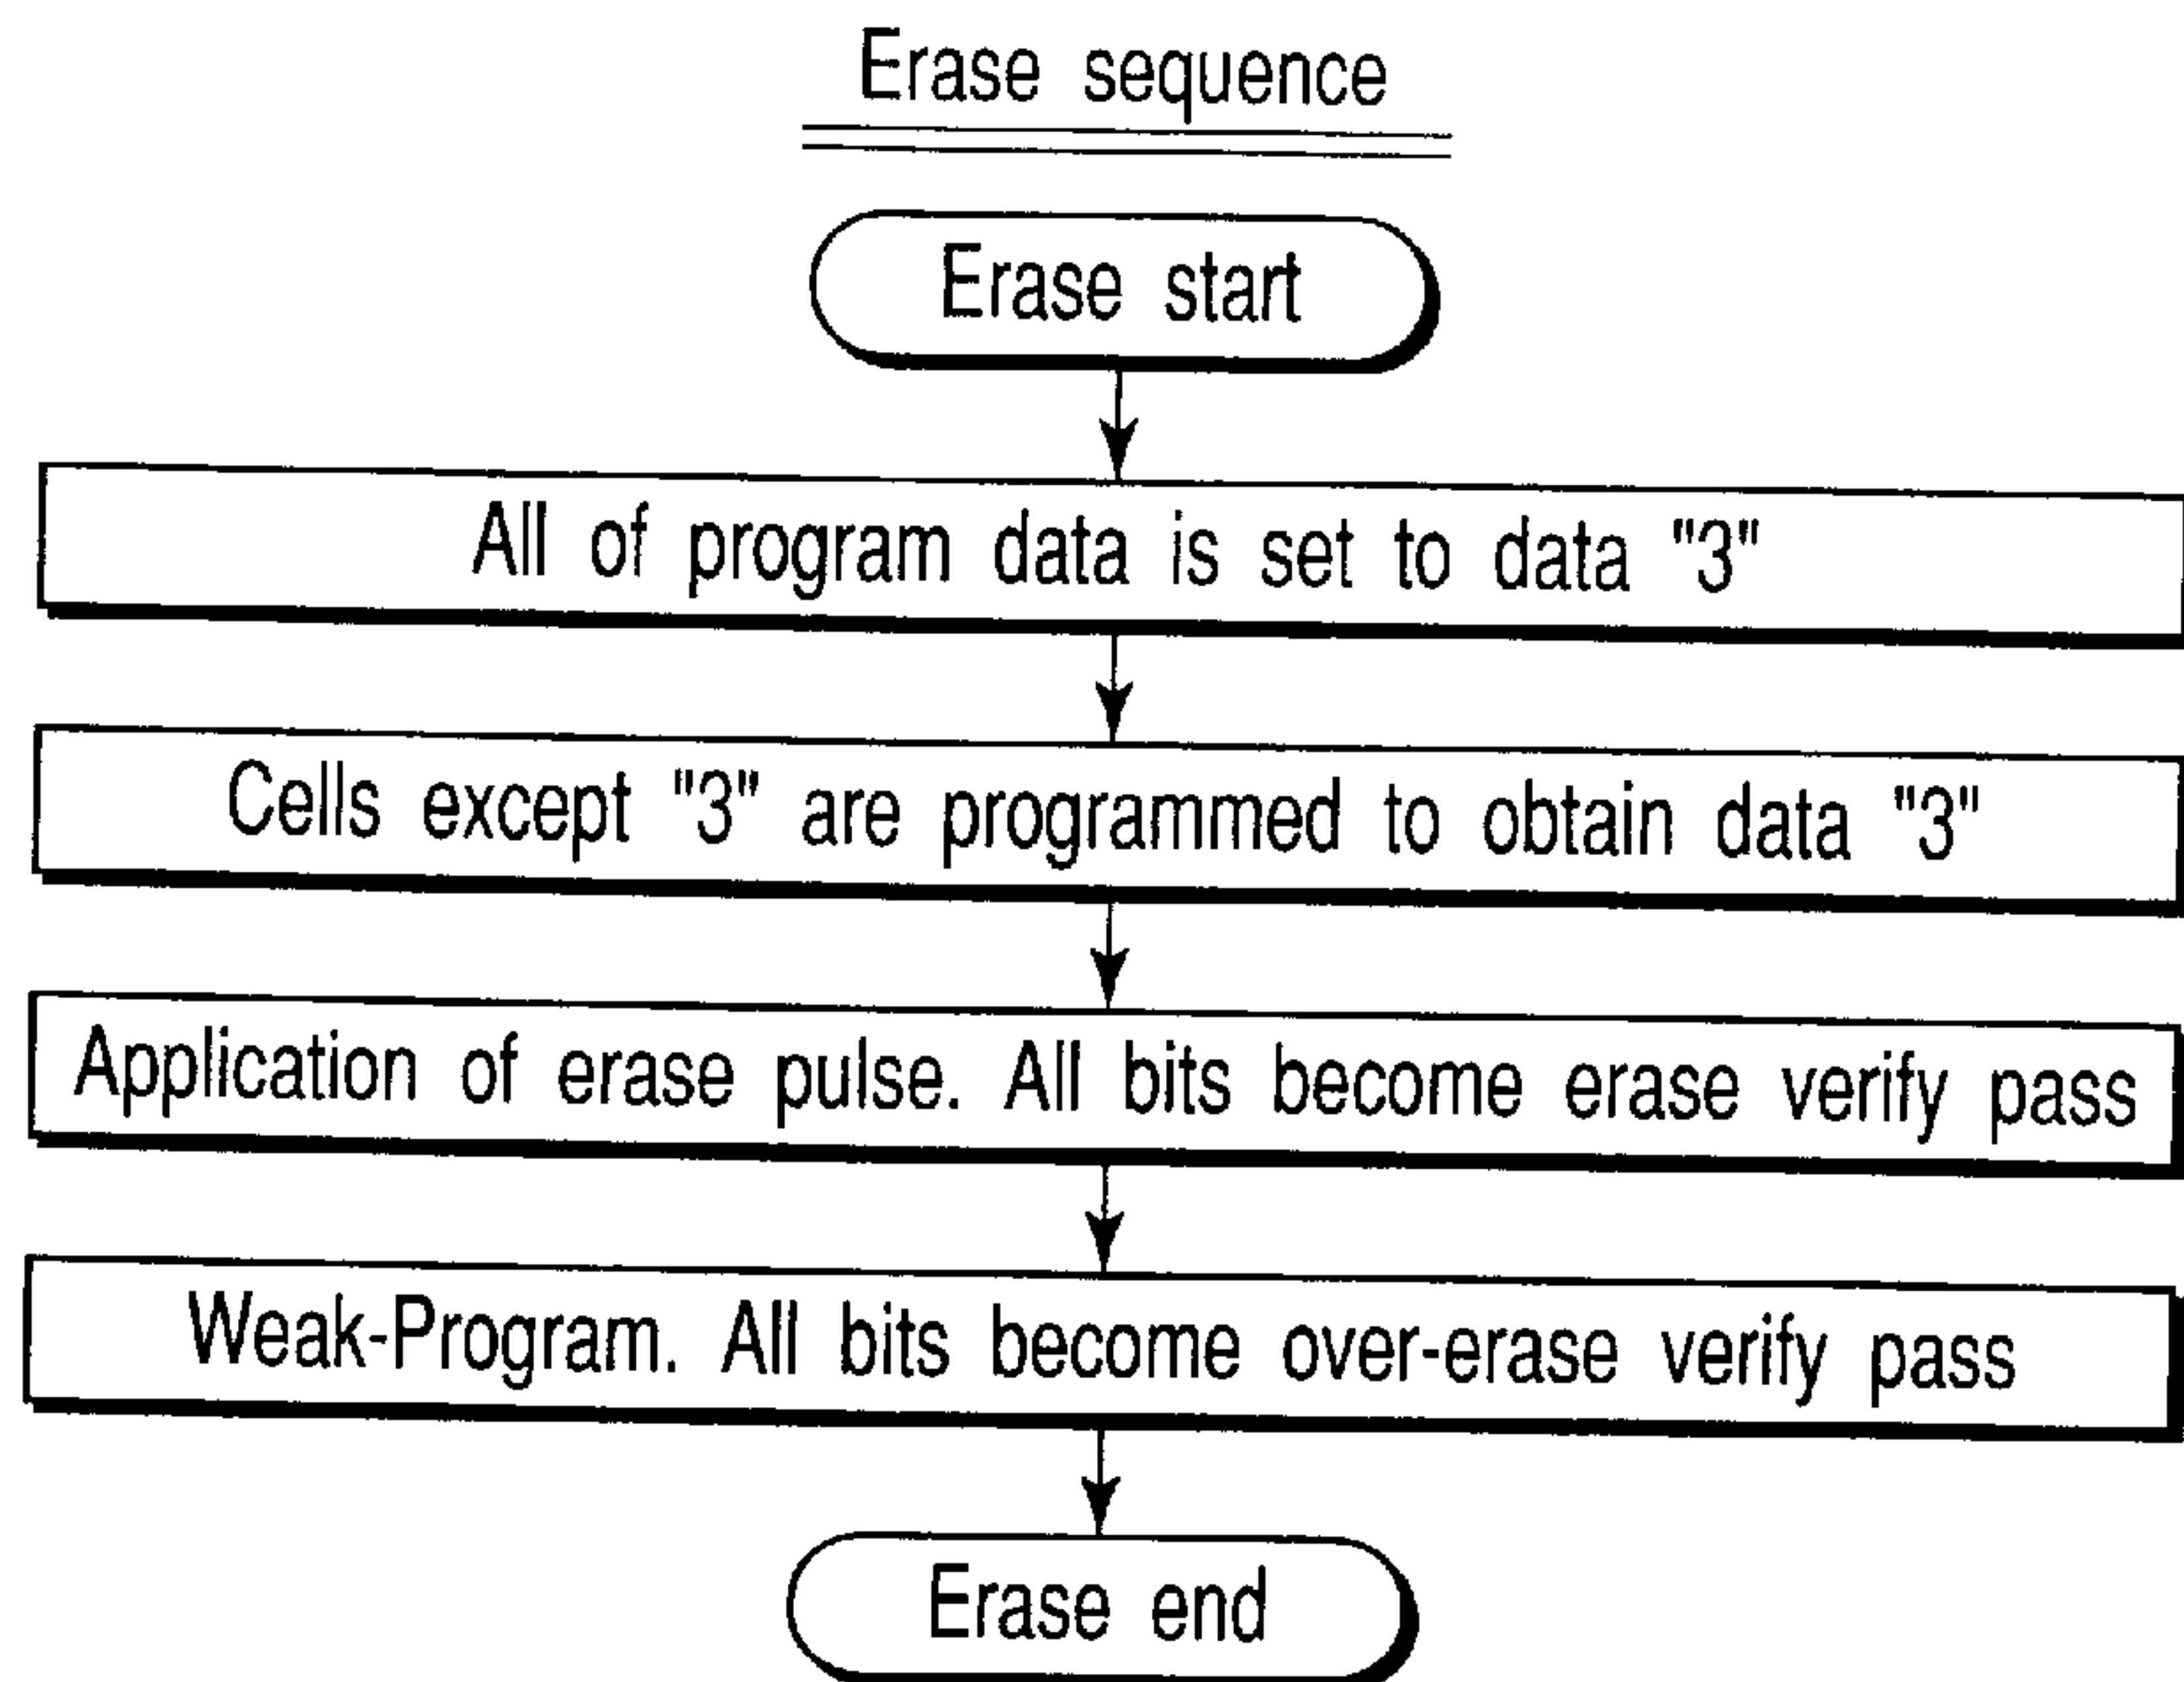 Erase sequence
Erase start
All of program data is set to data "3"
Cells except "3" are programmed to obtain data "3"
Application of erase pulse. All bits become erase verify pass
Weak-Program. All bits become over-erase verify pass
Erase end